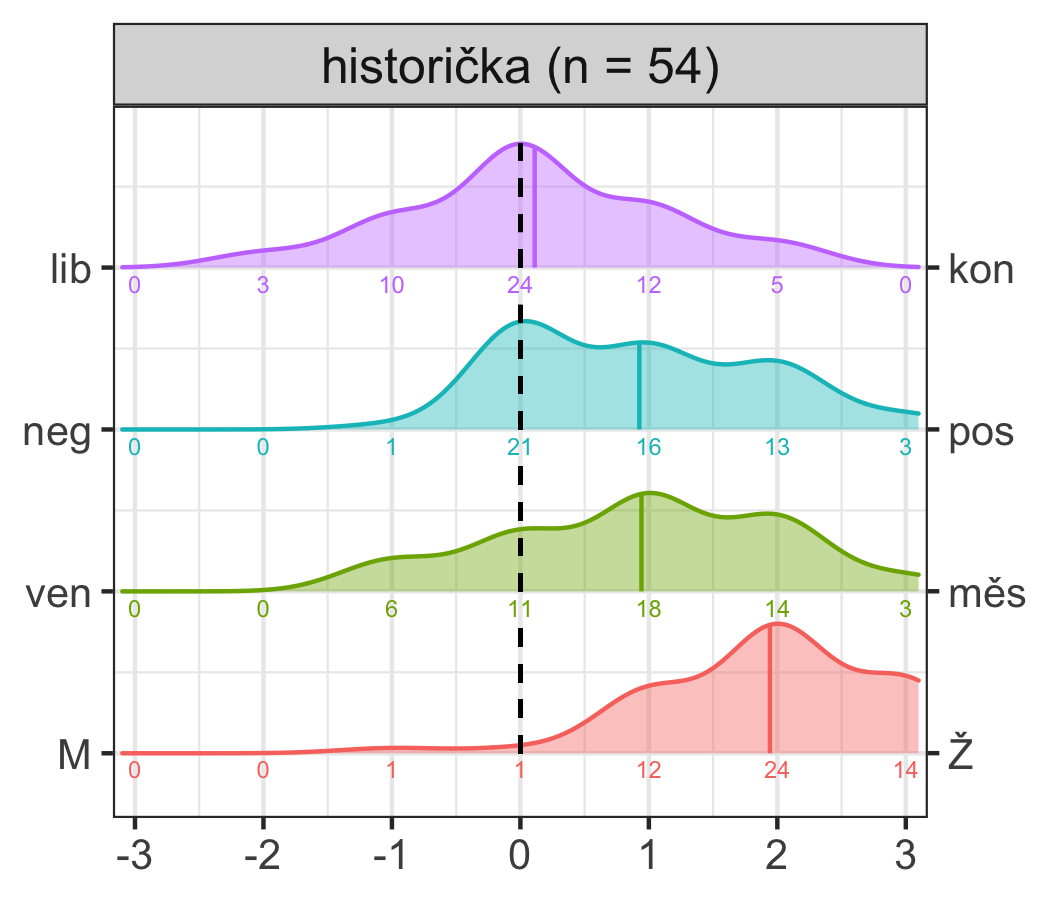 historička (n = 54)
lib kon
0 3 10 24 12 5 0
neg pos
0 0 1 21 16 13 3
ven měs
0 0 6 11 18 14 3
M Ž
0 0 1 1 12 24 14
-3 -2 -1 0 1 2 3